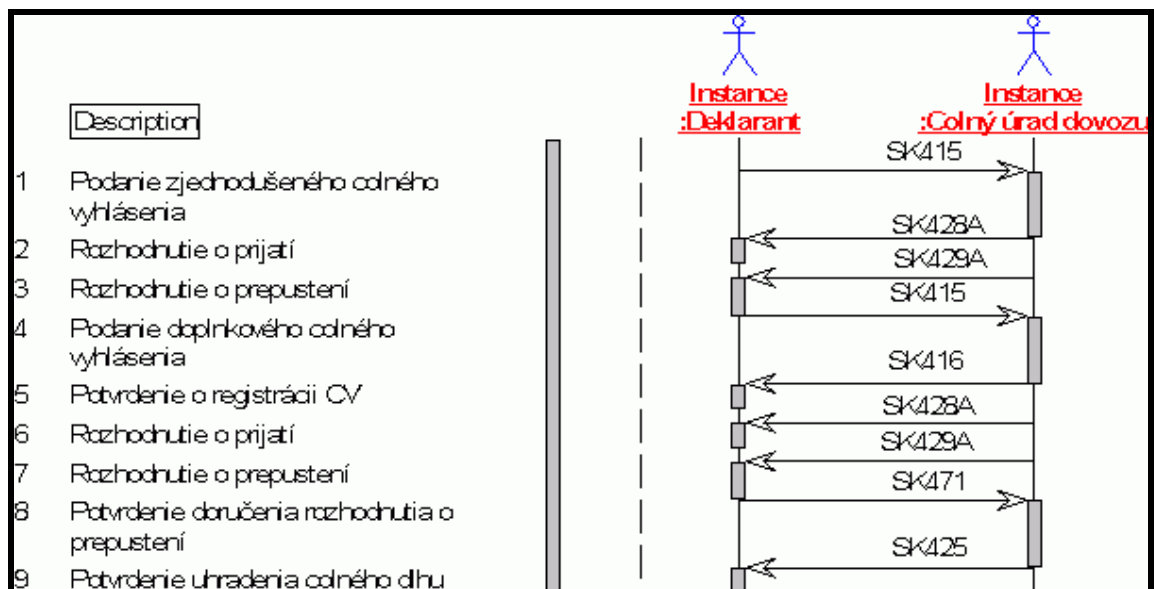 Instance
:Deklarant
Instance
:Colný úrad dovozu
Description
SK415
1 Podanie zjednodušeného colného
vyhlásenia
SK428A
2 Rozhodnutie o prijatí
SK429A
3 Rozhodnutie o prepustení
SK415
4 Podanie doplnkového colného
vyhlásenia
SK416
5 Potvrdenie o registrácii CV
SK428A
6 Rozhodnutie o prijatí
SK429A
7 Rozhodnutie o prepustení
SK471
8 Potvrdenie doručenia rozhodnutia o
prepustení
SK425
9 Potvrdenie uhradenia colného dlhu